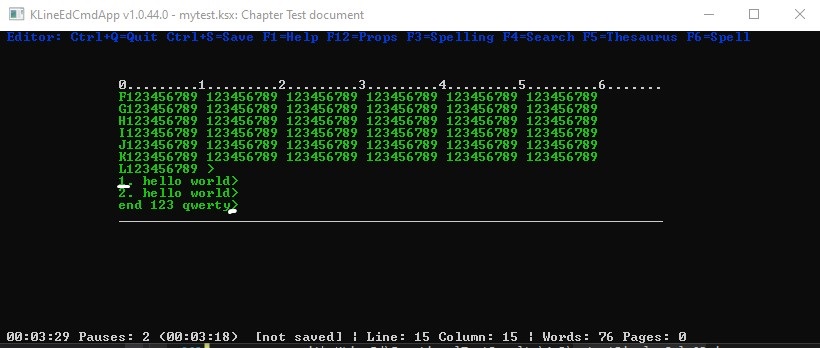 KLineEdCmdApp v1.0.44.0 - mytest.ksx: Chapter Test document
Editor: Ctrl+Q=Quit Ctrl+S=Save F1=Help F12=Props F3=Spelling F4=Search F5=Thesaurus F6=Spell
0.........1.........2.........3.........4.........5.........6.......
F123456789 123456789 123456789 123456789 123456789 123456789
G123456789 123456789 123456789 123456789 123456789 123456789
H123456789 123456789 123456789 123456789 123456789 123456789
I123456789 123456789 123456789 123456789 123456789 123456789
J123456789 123456789 123456789 123456789 123456789 123456789
K123456789 123456789 123456789 123456789 123456789 123456789
L123456789 >
1. hello world>
2. hello world>
end 123 qwerty>
00:03:29 Pauses: 2 (00:03:18)  [not saved] ¦ Line: 15 Column: 15 ¦ Words: 76 Pages: 0